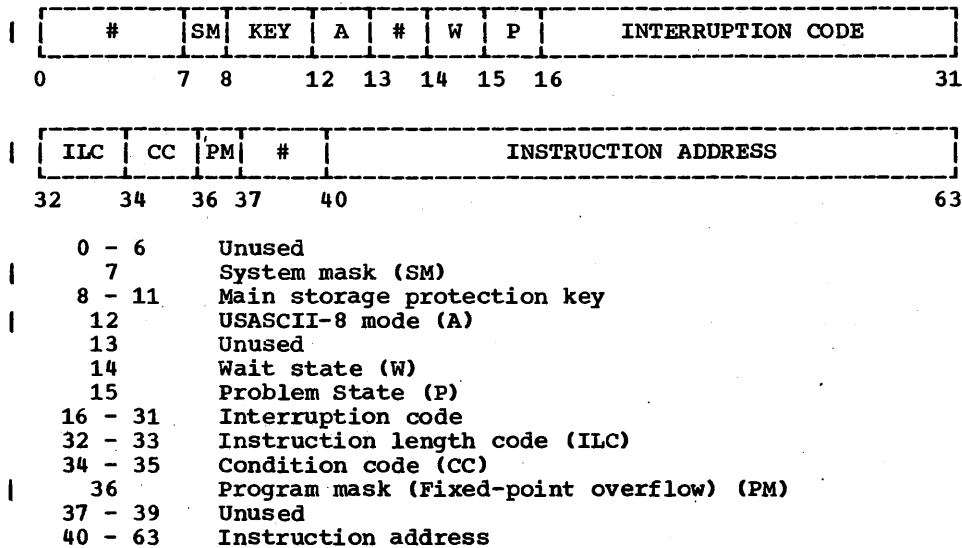 # SM KEY A # W P INTERRUPTION CODE
0 7 8 12 13 14 15 16 31
ILC CC PM # INSTRUCTION ADDRESS
32 34 36 37 40 63
0 - 6 Unused
7 System mask (SM)
8 - 11 Main storage protection key
12 USASCII-8 mode (A)
13 Unused
14 Wait state (W)
15 Problem State (P)
16 - 31 Interruption code
32 - 33 Instruction length code (ILC)
34 - 35 Condition code (CC)
36 Program mask (Fixed-point overflow) (PM)
37 - 39 Unused
40 - 63 Instruction address